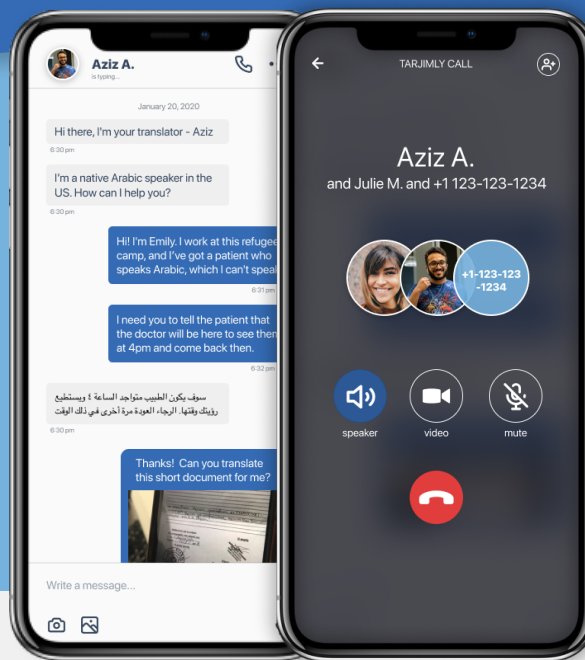 Aziz A.
is typing...
January 20, 2020
Hi there, I'm your translator - Aziz
6:30 pm
I'm a native Arabic speaker in the
US. How can I help you?
6:30 pm
Hi! I'm Emily. I work at this refugee
camp, and I've got a patient who
speaks Arabic, which I can't speak
6:31 pm
I need you to tell the patient that
the doctor will be here to see them
at 4pm and come back then.
6:32 pm
سوف يكون الطبيب متواجد الساعة ٤ ويستطيع
رؤيتك وقتها. الرجاء العودة مرة أخرى في ذلك الوقت
6:30 pm
Thanks! Can you translate
this short document for me?
Write a message...
TARJIMLY CALL
Aziz A.
and Julie M. and +1 123-123-1234
+1-123-123
-1234
speaker
video
mute